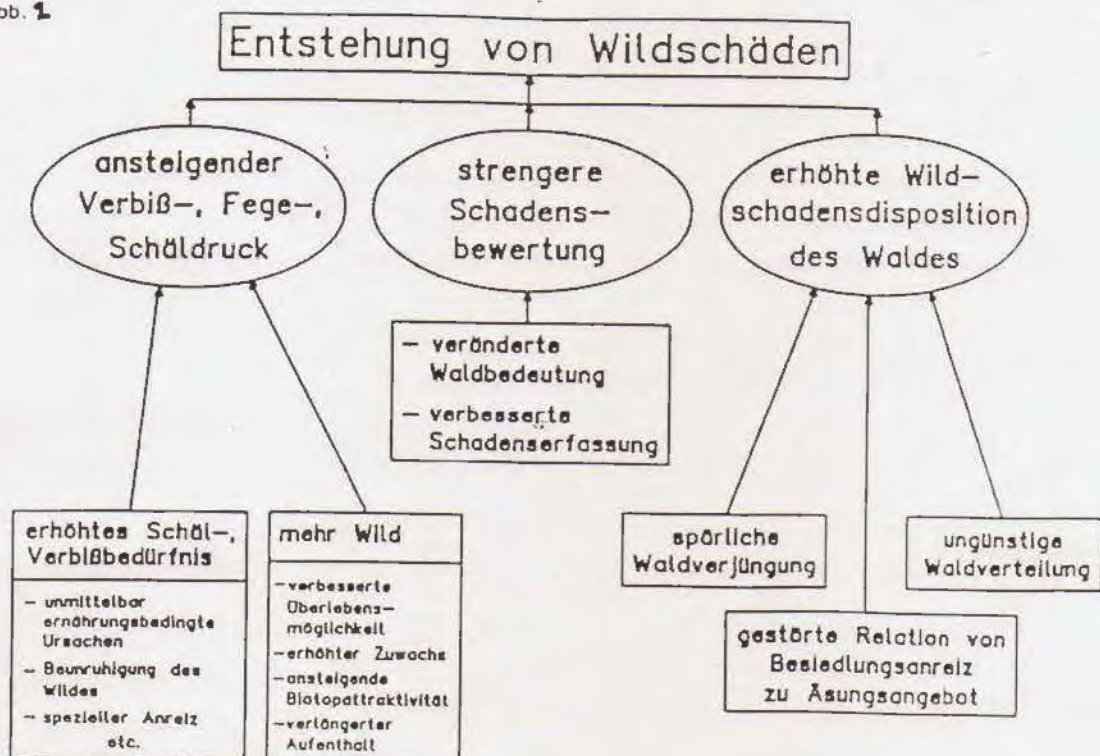 bb. 1
Entstehung von Wildschäden
ansteigender
Verbiß-, Fege-,
Schäldruck
strengere
Schadens-
bewertung
erhöhte Wild-
schadensdisposition
des Waldes
– veränderte
Waldbedeutung
– verbesserte
Schadenserfassung
erhöhtes Schäl-,
Verbißbedürfnis
– unmittelbar
ernährungsbedingte
Ursachen
– Beunruhigung des
Wildes
– spezieller Anreiz
etc.
mehr Wild
– verbesserte
Überlebens-
möglichkeit
– erhöhter Zuwachs
– ansteigende
Biotopattraktivität
– verlängerter
Aufenthalt
spärliche
Waldverjüngung
gestörte Relation von
Besiedlungsanreiz
zu Äsungsangebot
ungünstige
Waldverteilung